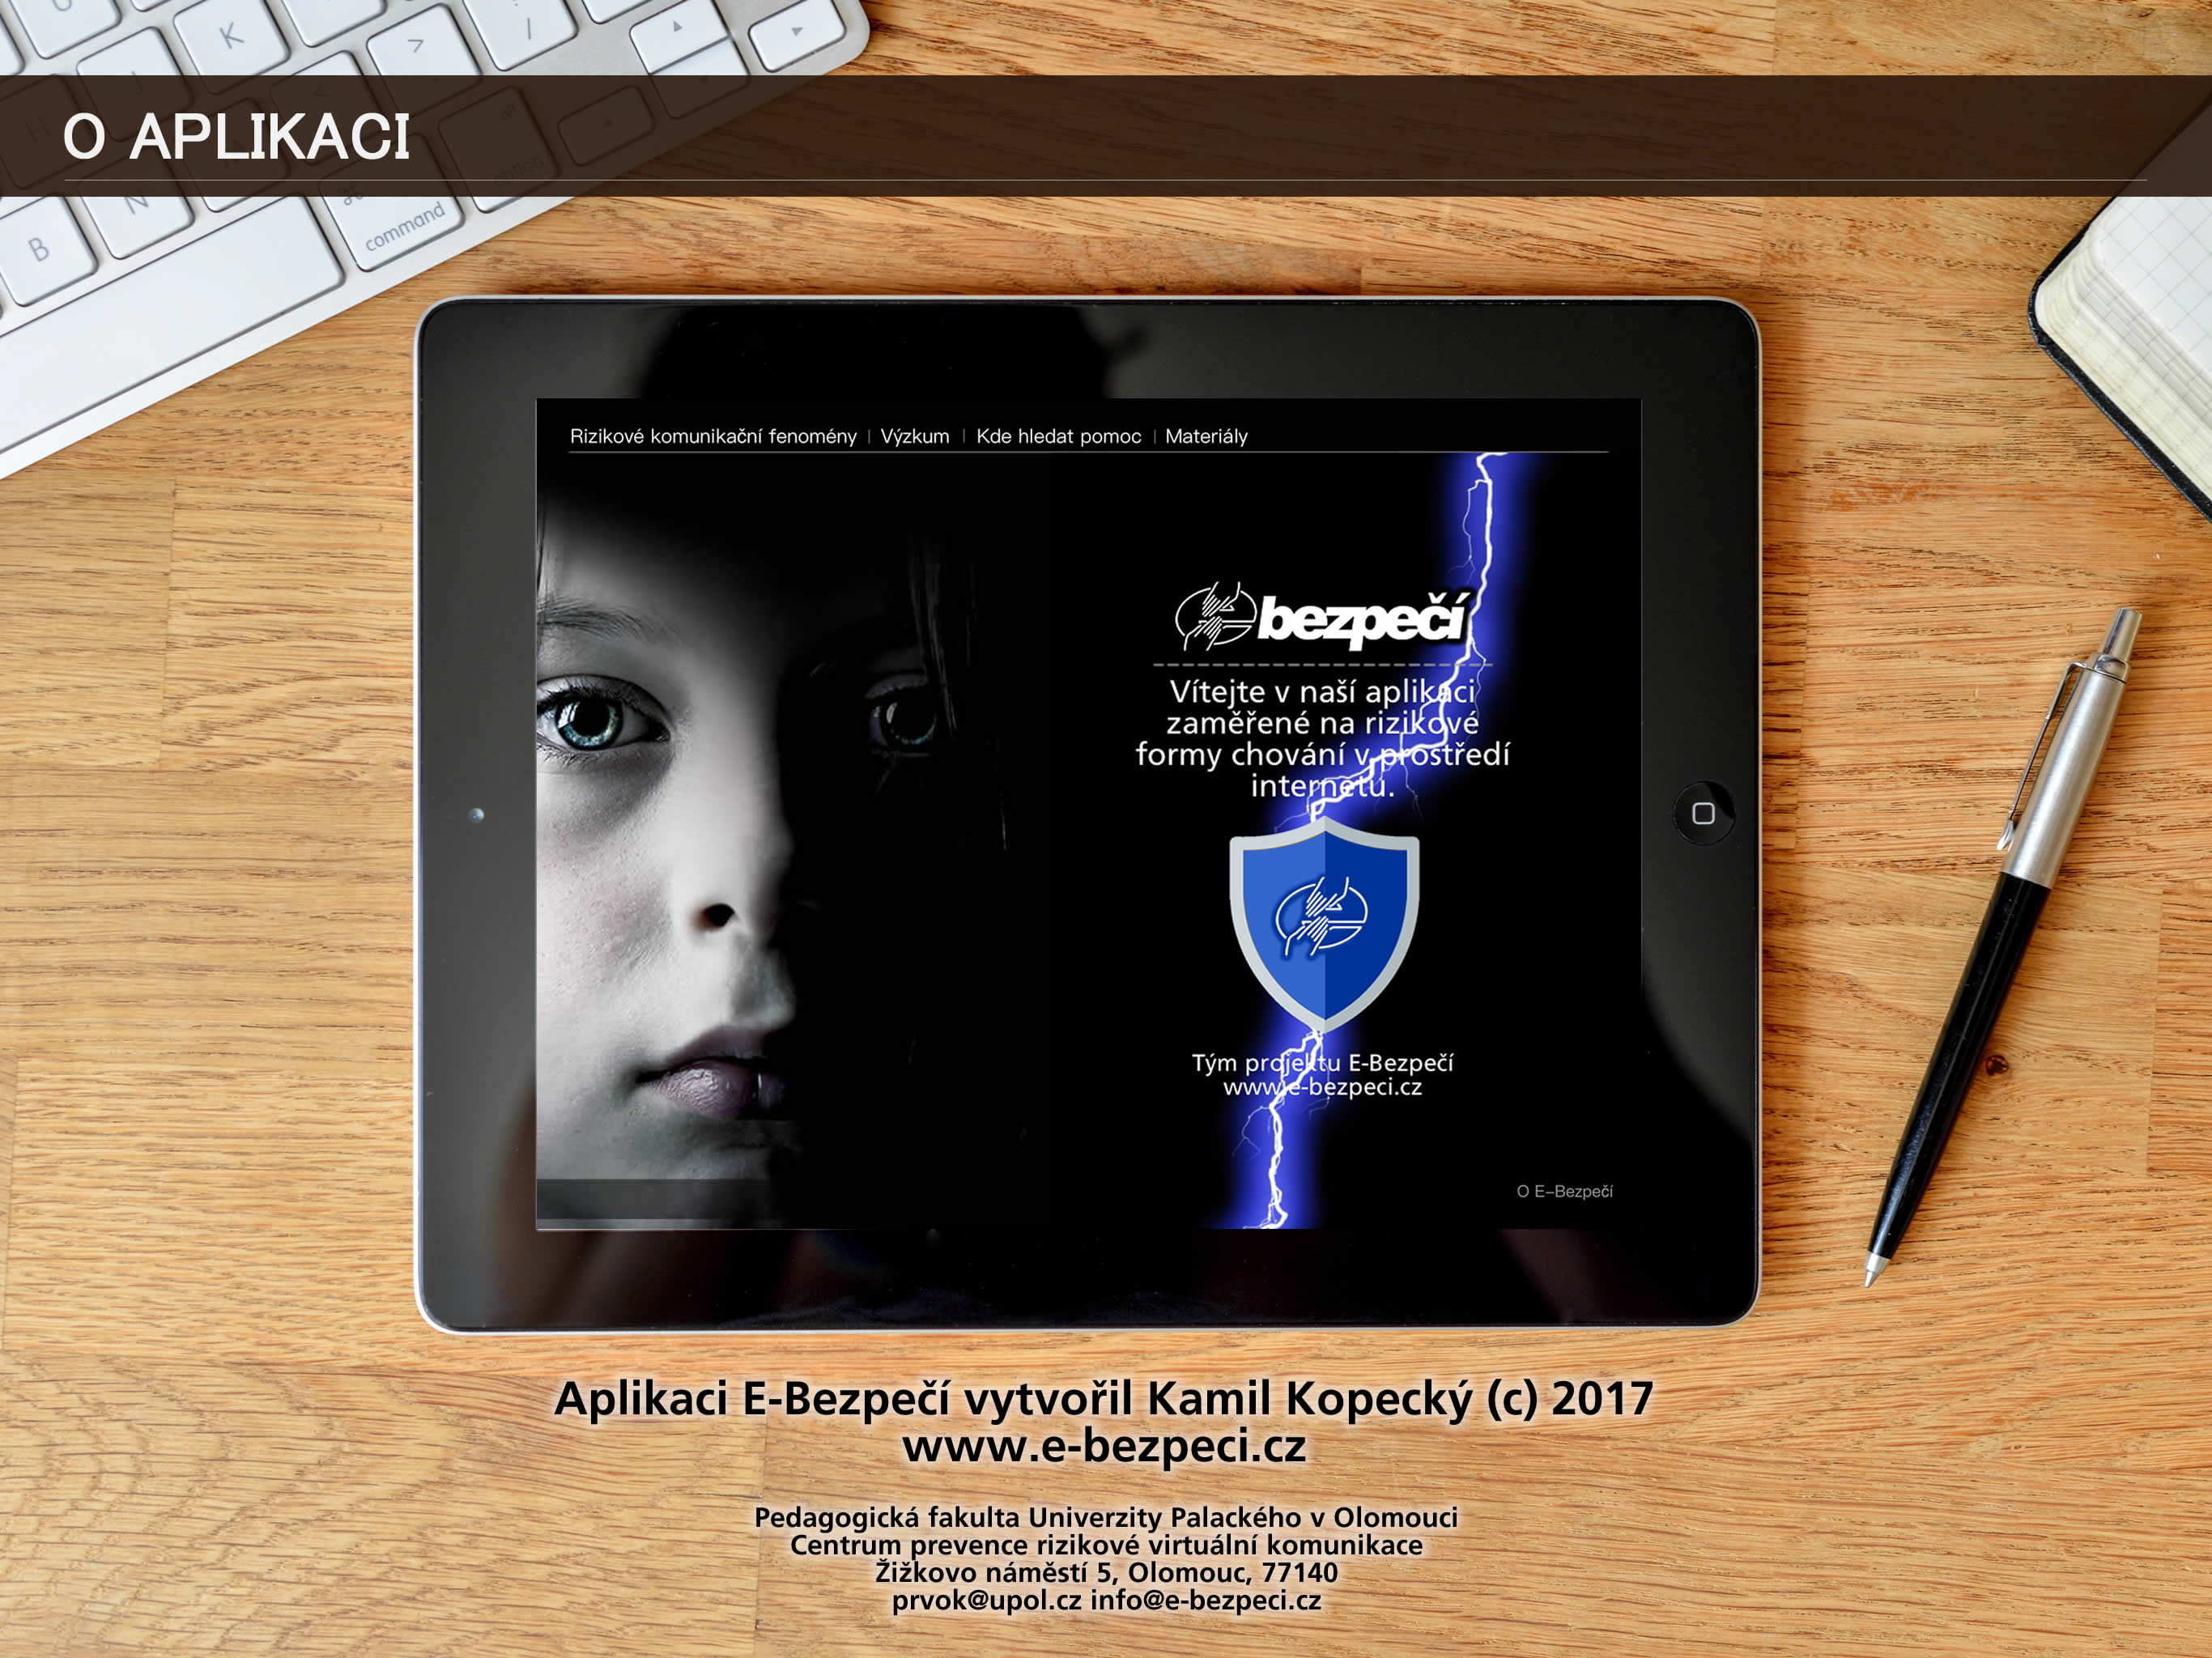 K
>
:
/
O APLIKACI
N
option
B
command
Rizikové komunikační fenomény | Výzkum | Kde hledat pomoc | Materiály
bezpečí
Vítejte v naší aplikaci
zaměřené na rizikové
formy chování v prostředí
internetu.
Tým projektu E-Bezpečí
www.e-bezpeci.cz
O E-Bezpečí
Aplikaci E-Bezpečí vytvořil Kamil Kopecký (c) 2017
www.e-bezpeci.cz
Pedagogická fakulta Univerzity Palackého v Olomouci
Centrum prevence rizikové virtuální komunikace
Žižkovo náměstí 5, Olomouc, 77140
prvok@upol.cz info@e-bezpeci.cz